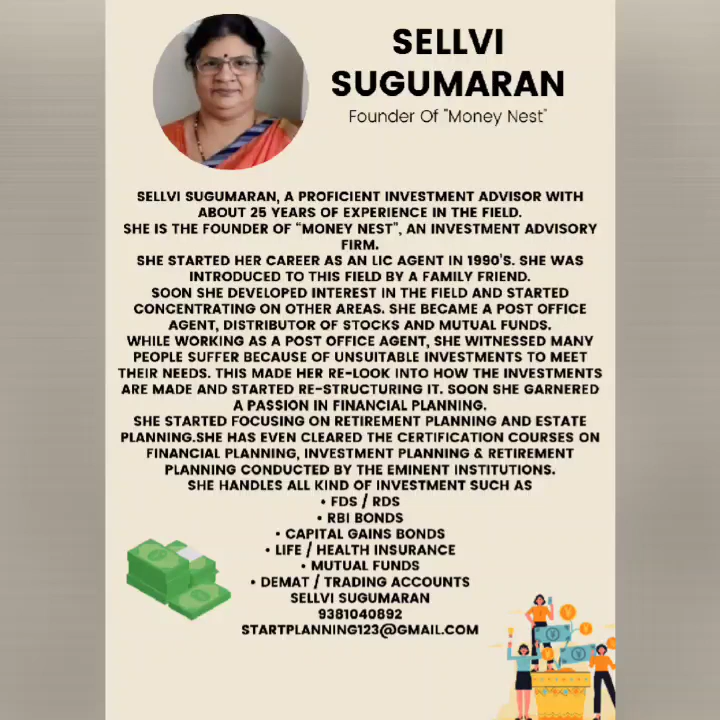 SELLVI
SUGUMARAN
Founder Of "Money Nest"
SELLVI SUGUMARAN, A PROFICIENT INVESTMENT ADVISOR WITH
ABOUT 25 YEARS OF EXPERIENCE IN THE FIELD.
SHE IS THE FOUNDER OF “MONEY NEST”, AN INVESTMENT ADVISORY
FIRM.
SHE STARTED HER CAREER AS AN LIC AGENT IN 1990'S. SHE WAS
INTRODUCED TO THIS FIELD BY A FAMILY FRIEND.
SOON SHE DEVELOPED INTEREST IN THE FIELD AND STARTED
CONCENTRATING ON OTHER AREAS. SHE BECAME A POST OFFICE
AGENT, DISTRIBUTOR OF STOCKS AND MUTUAL FUNDS.
WHILE WORKING AS A POST OFFICE AGENT, SHE WITNESSED MANY
PEOPLE SUFFER BECAUSE OF UNSUITABLE INVESTMENTS TO MEET
THEIR NEEDS. THIS MADE HER RE-LOOK INTO HOW THE INVESTMENTS
ARE MADE AND STARTED RE-STRUCTURING IT. SOON SHE GARNERED
A PASSION IN FINANCIAL PLANNING.
SHE STARTED FOCUSING ON RETIREMENT PLANNING AND ESTATE
PLANNING.SHE HAS EVEN CLEARED THE CERTIFICATION COURSES ON
FINANCIAL PLANNING, INVESTMENT PLANNING & RETIREMENT
PLANNING CONDUCTED BY THE EMINENT INSTITUTIONS.
SHE HANDLES ALL KIND OF INVESTMENT SUCH AS
• FDS / RDS
• RBI BONDS
• CAPITAL GAINS BONDS
• LIFE / HEALTH INSURANCE
• MUTUAL FUNDS
• DEMAT / TRADING ACCOUNTS
SELLVI SUGUMARAN
9381040892
STARTPLANNING123@GMAIL.COM